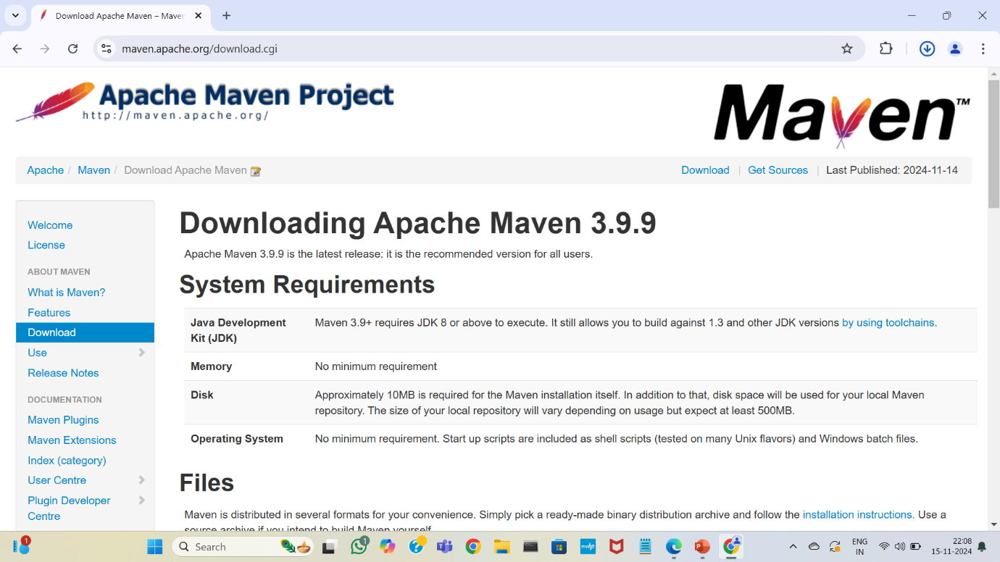 Download Apache Maven – Maven
maven.apache.org/download.cgi
Apache Maven Project
http://maven.apache.org/
Maven™
Apache / Maven / Download Apache Maven
Download | Get Sources | Last Published: 2024-11-14
Welcome
License
ABOUT MAVEN
What is Maven?
Features
Download
Use
Release Notes
DOCUMENTATION
Maven Plugins
Maven Extensions
Index (category)
User Centre
Plugin Developer
Centre
Downloading Apache Maven 3.9.9
Apache Maven 3.9.9 is the latest release: it is the recommended version for all users.
System Requirements
Java Development Maven 3.9+ requires JDK 8 or above to execute. It still allows you to build against 1.3 and other JDK versions by using toolchains.
Kit (JDK)
Memory No minimum requirement
Disk Approximately 10MB is required for the Maven installation itself. In addition to that, disk space will be used for your local Maven
repository. The size of your local repository will vary depending on usage but expect at least 500MB.
Operating System No minimum requirement. Start up scripts are included as shell scripts (tested on many Unix flavors) and Windows batch files.
Files
Maven is distributed in several formats for your convenience. Simply pick a ready-made binary distribution archive and follow the installation instructions. Use a
source archive if you intend to build Maven yourself.
1
Search
1
myhp
ENG
IN
22:08
15-11-2024